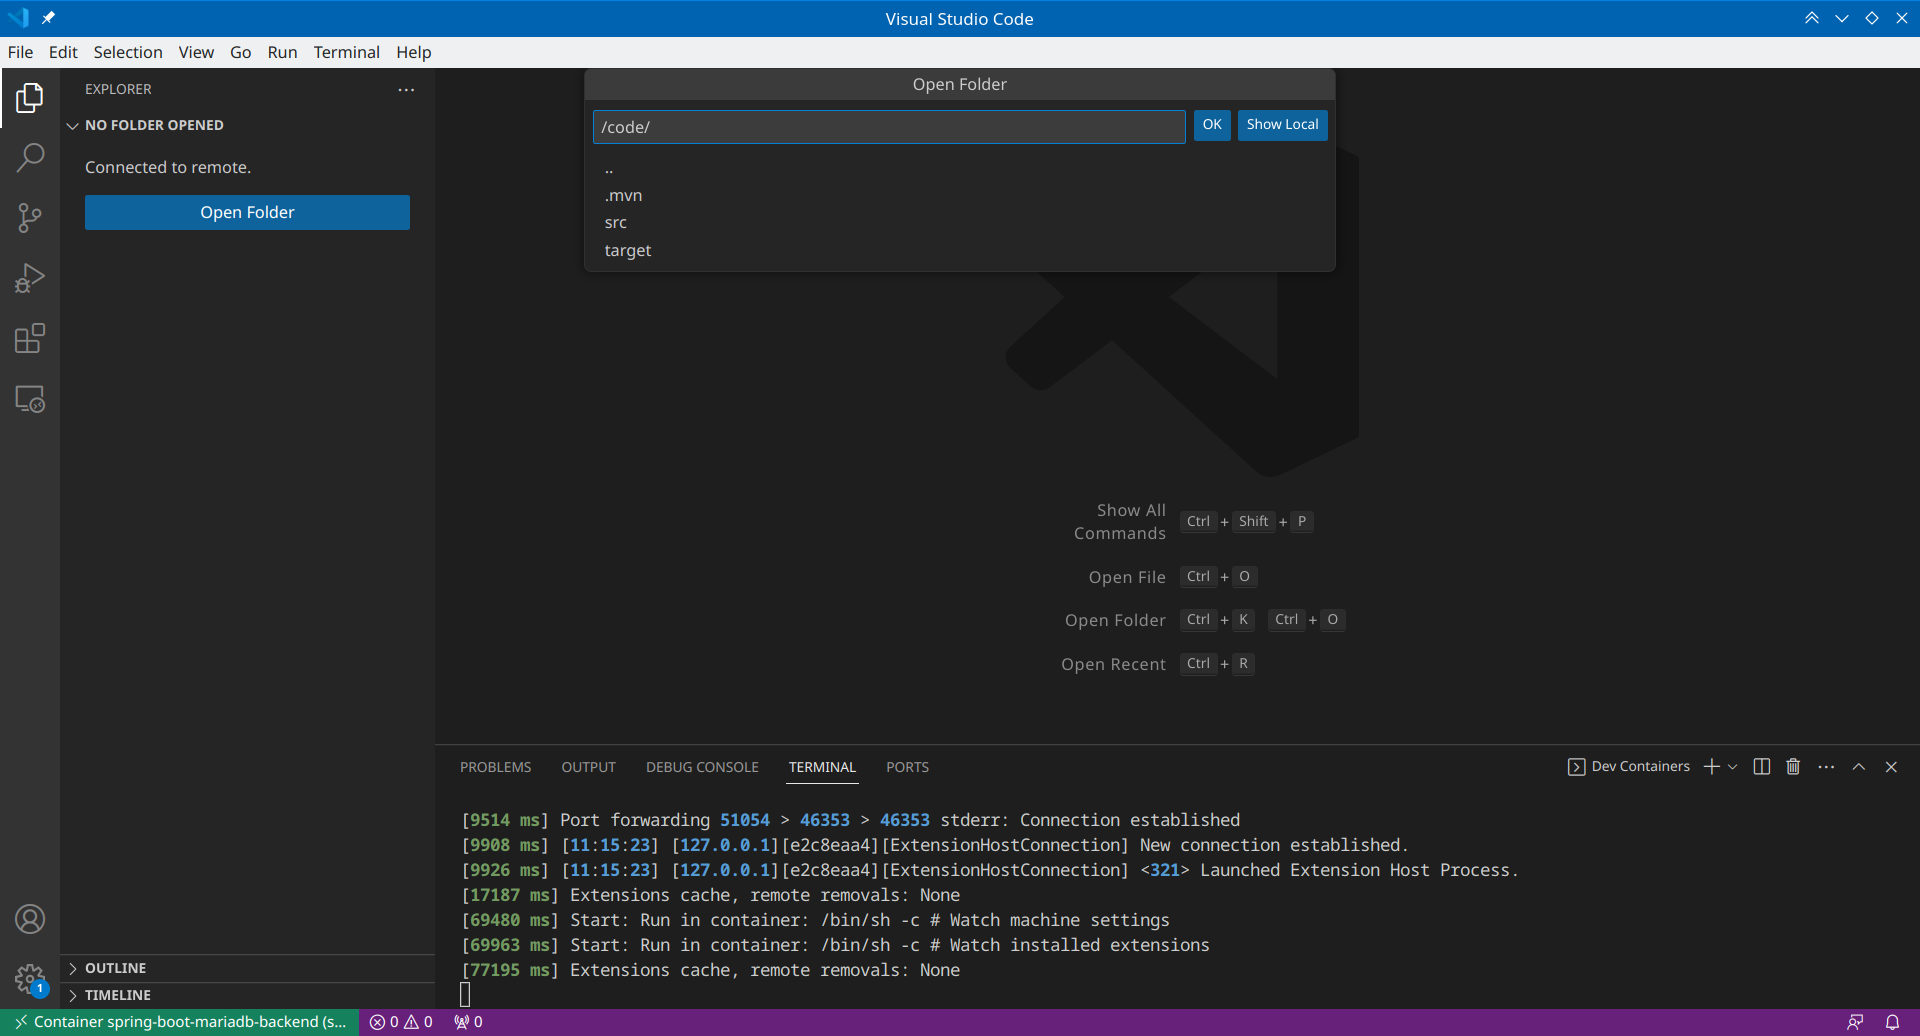 Visual Studio Code
File Edit Selection View Go Run Terminal Help
EXPLORER
NO FOLDER OPENED
Connected to remote.
Open Folder
Open Folder
/code/
OK
Show Local
..
.mvn
src
target
Show All Commands Ctrl + Shift + P
Open File Ctrl + O
Open Folder Ctrl + K Ctrl + O
Open Recent Ctrl + R
PROBLEMS OUTPUT DEBUG CONSOLE TERMINAL PORTS
Dev Containers
[9514 ms] Port forwarding 51054 > 46353 > 46353 stderr: Connection established
[9908 ms] [11:15:23] [127.0.0.1][e2c8eaa4][ExtensionHostConnection] New connection established.
[9926 ms] [11:15:23] [127.0.0.1][e2c8eaa4][ExtensionHostConnection] <321> Launched Extension Host Process.
[17187 ms] Extensions cache, remote removals: None
[69480 ms] Start: Run in container: /bin/sh -c # Watch machine settings
[69963 ms] Start: Run in container: /bin/sh -c # Watch installed extensions
[77195 ms] Extensions cache, remote removals: None
OUTLINE
TIMELINE
1
Container spring-boot-mariadb-backend (s... 0 0 0